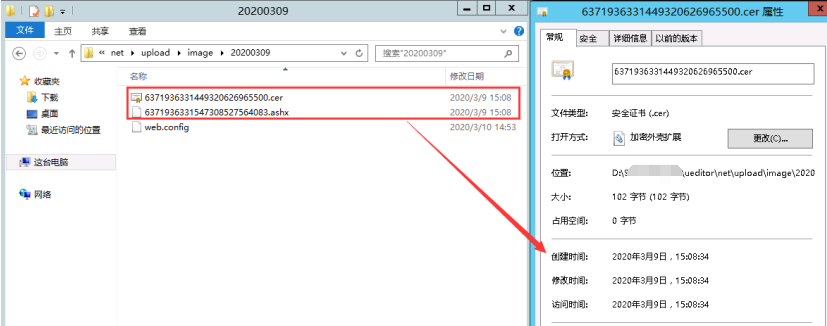 20200309
文件
主页
共享
查看
« net › upload › image › 20200309
搜索"20200309"
收藏夹
下载
桌面
最近访问的位置
这台电脑
网络
名称
修改日期
6371936331449320626965500.cer
2020/3/9 15:08
6371936331547308527564083.ashx
2020/3/9 15:08
web.config
2020/3/10 14:53
6371936331449320626965500.cer 属性
常规
安全
详细信息
以前的版本
6371936331449320626965500.cer
文件类型:
安全证书 (.cer)
打开方式:
加密外壳扩展
更改(C)...
位置:
D:\ \ueditor\net\upload\image\2020
大小:
102 字节 (102 字节)
占用空间:
0 字节
创建时间:
2020年3月9日，15:08:34
修改时间:
2020年3月9日，15:08:34
访问时间:
2020年3月9日，15:08:34